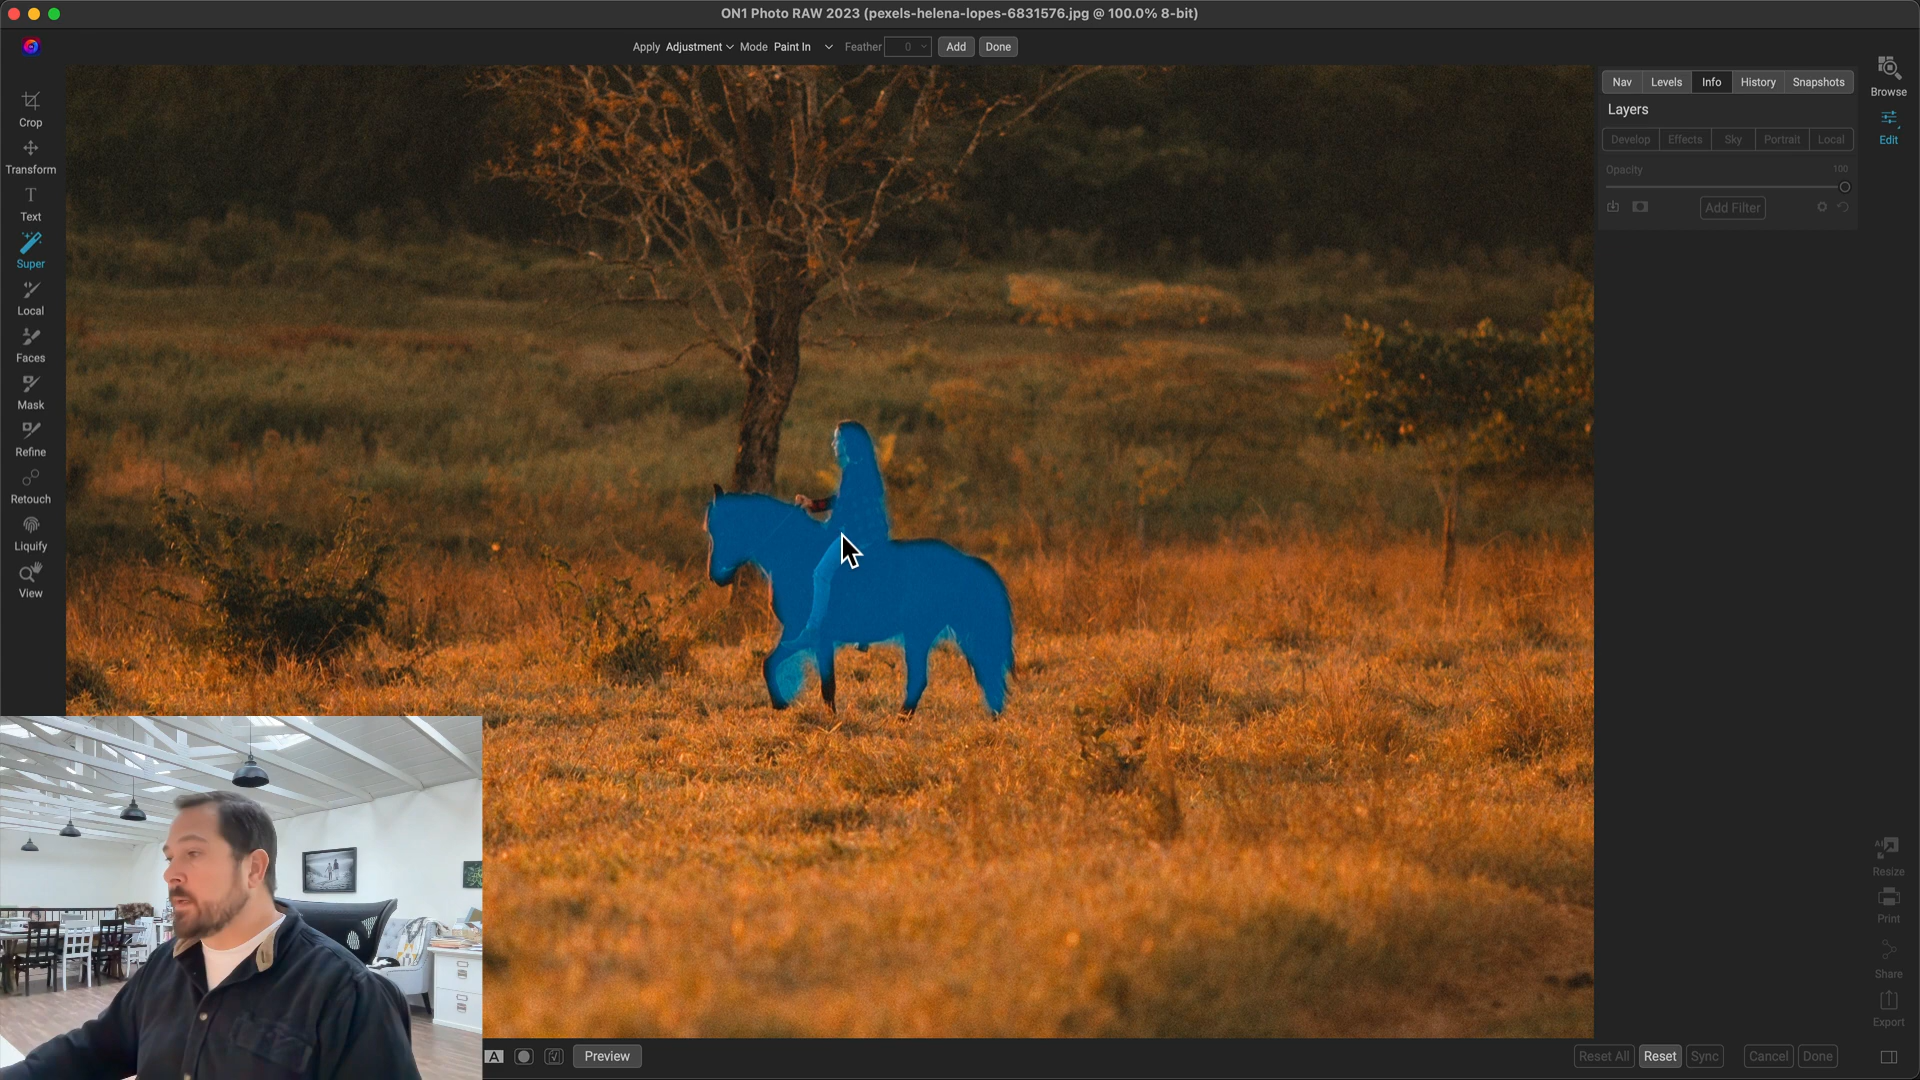 ON1 Photo RAW 2023 (pexels-helena-lopes-6831576.jpg @ 100.0% 8-bit)
Apply Adjustment Mode Paint In Feather 0 Add Done
Crop
Transform
Text
Super
Local
Faces
Mask
Refine
Retouch
Liquify
View
Nav Levels Info History Snapshots
Layers
Develop Effects Sky Portrait Local
Opacity 100
Add Filter
Browse
Edit
AI
Resize
Print
Share
Export
A Preview
Reset All Reset Sync Cancel Done